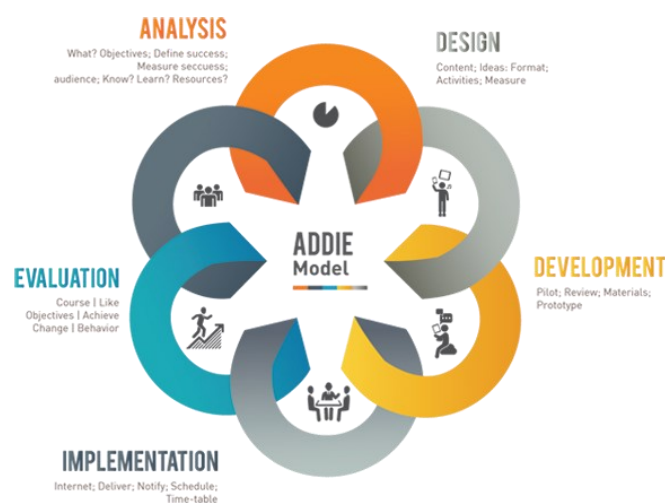 ANALYSIS
What? Objectives; Define success;
Measure seccuess;
audience; Know? Learn? Resources?
DESIGN
Content; Ideas: Format;
Activities; Measure
ADDIE
Model
EVALUATION
Course | Like
Objectives | Achieve
Change | Behavior
DEVELOPMENT
Pilot; Review; Materials;
Prototype
IMPLEMENTATION
Internet; Deliver; Notify; Schedule;
Time-table